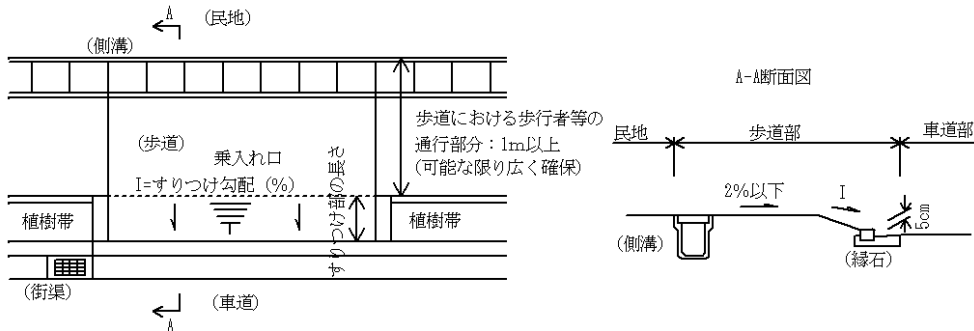 A
(民地)
(側溝)
(歩道)
乗入れ口
I=すりつけ勾配 (%)
すりつけ部の長さ
歩道における歩行者等の
通行部分：1m以上
(可能な限り広く確保)
植樹帯
植樹帯
(街渠)
(車道)
A
A-A断面図
民地
歩道部
車道部
2%以下
I
5cm
(側溝)
(縁石)